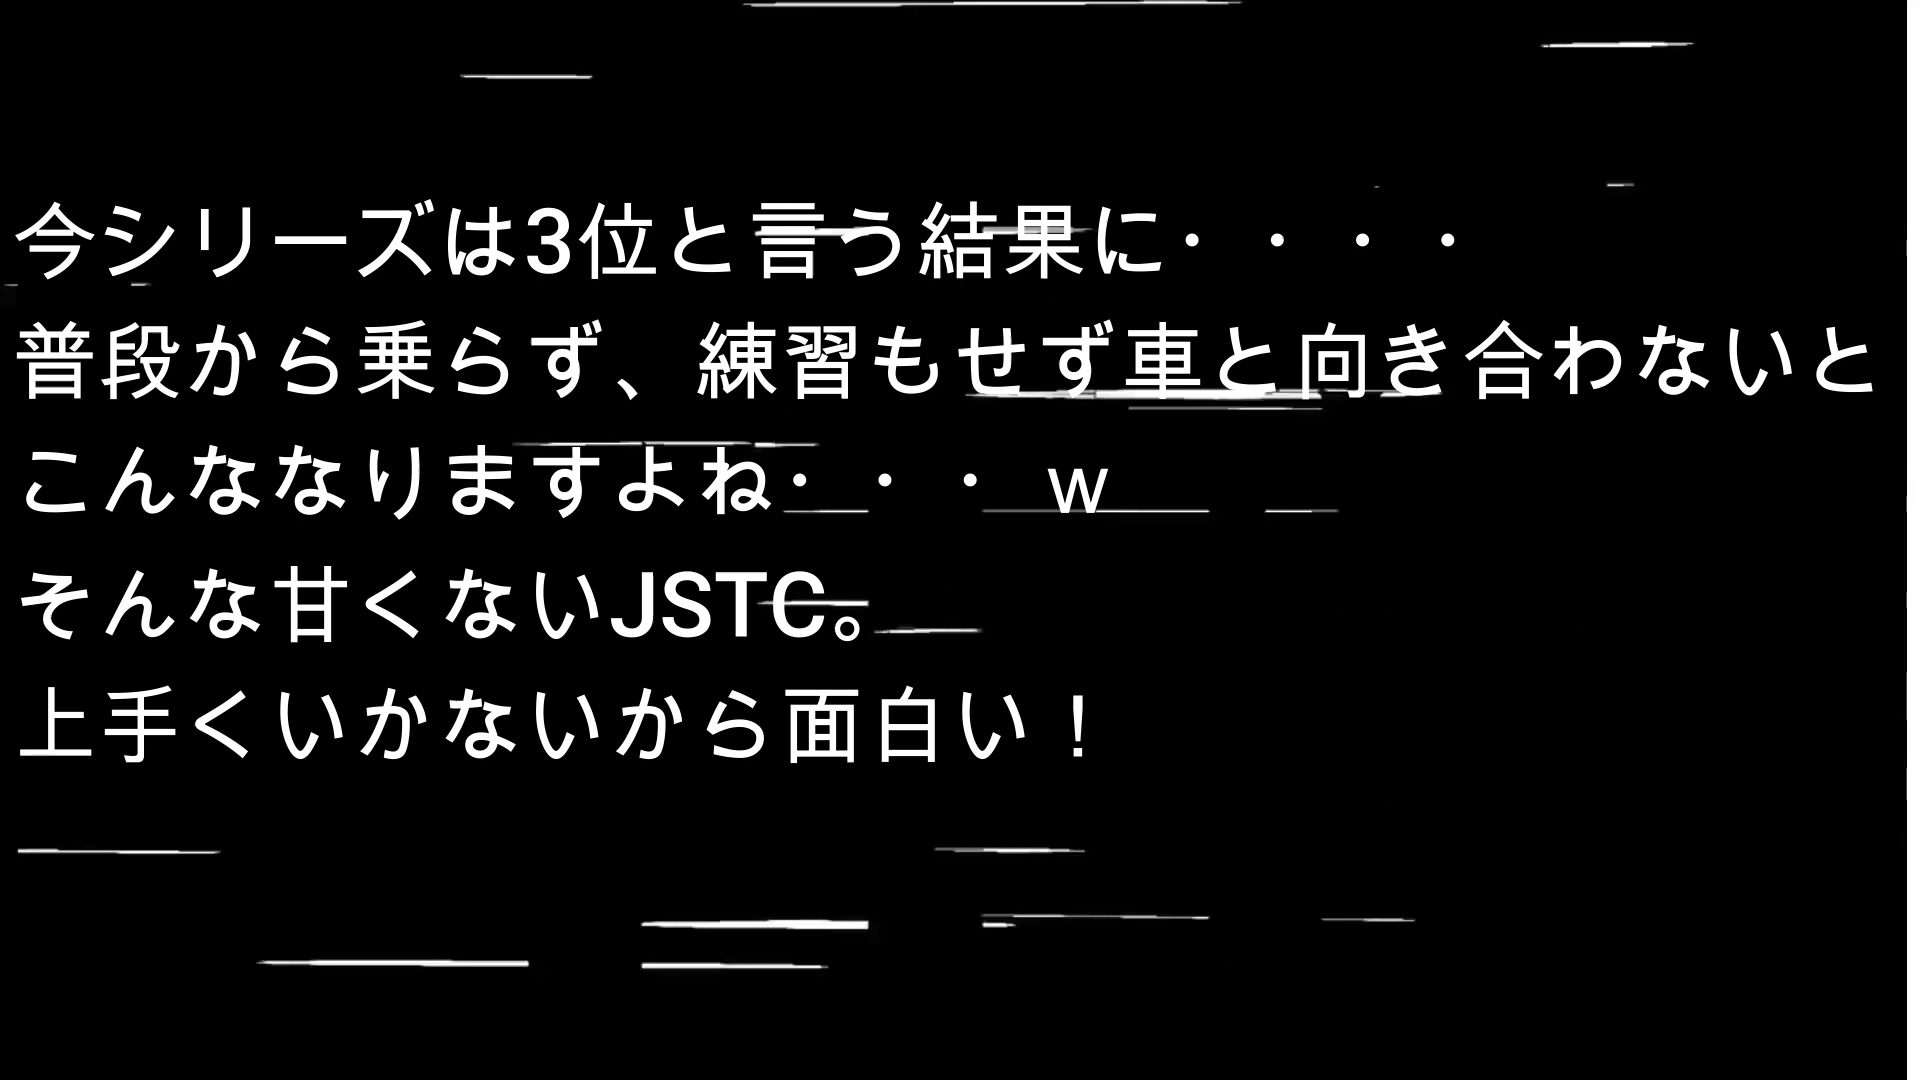 今シリーズは3位と言う結果に・・・・
普段から乗らず、練習もせず車と向き合わないと
こんななりますよね・・・ w
そんな甘くないJSTC。
上手くいかないから面白い！